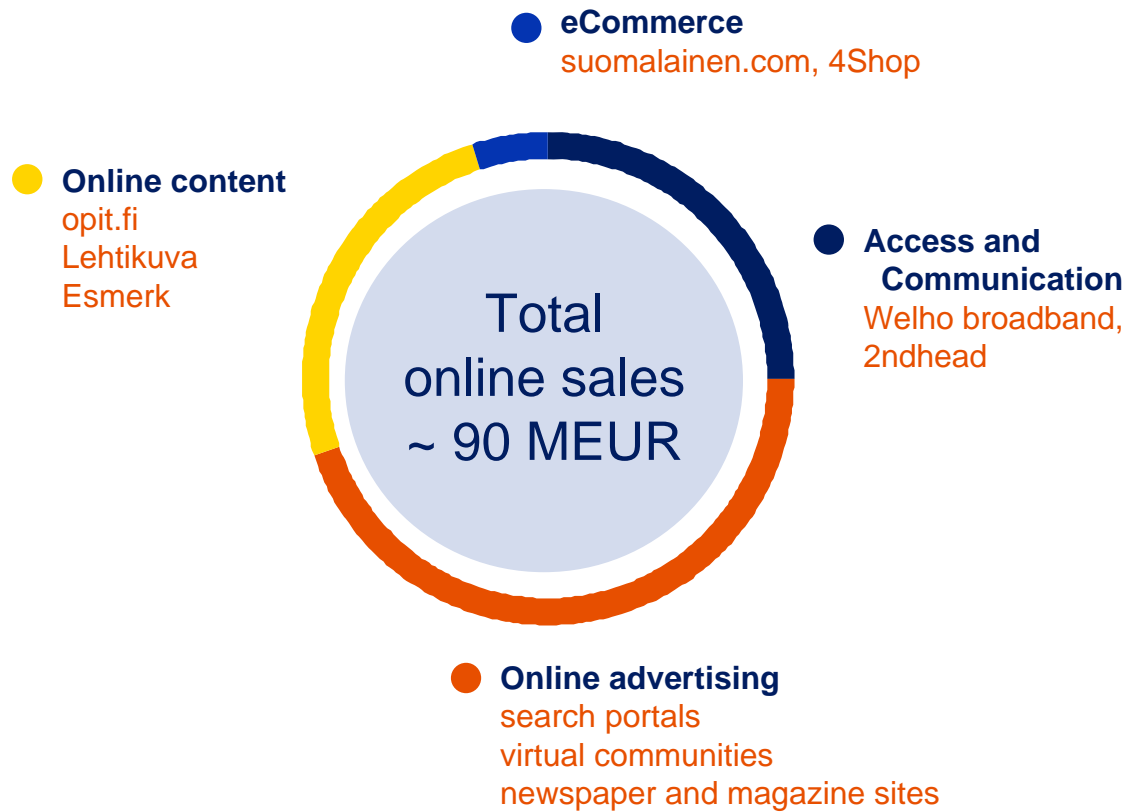 eCommerce
suomalainen.com, 4Shop
Online content
opit.fi
Lehtikuva
Esmerk
Access and
Communication
Welho broadband,
2ndhead
Total
online sales
~ 90 MEUR
Online advertising
search portals
virtual communities
newspaper and magazine sites